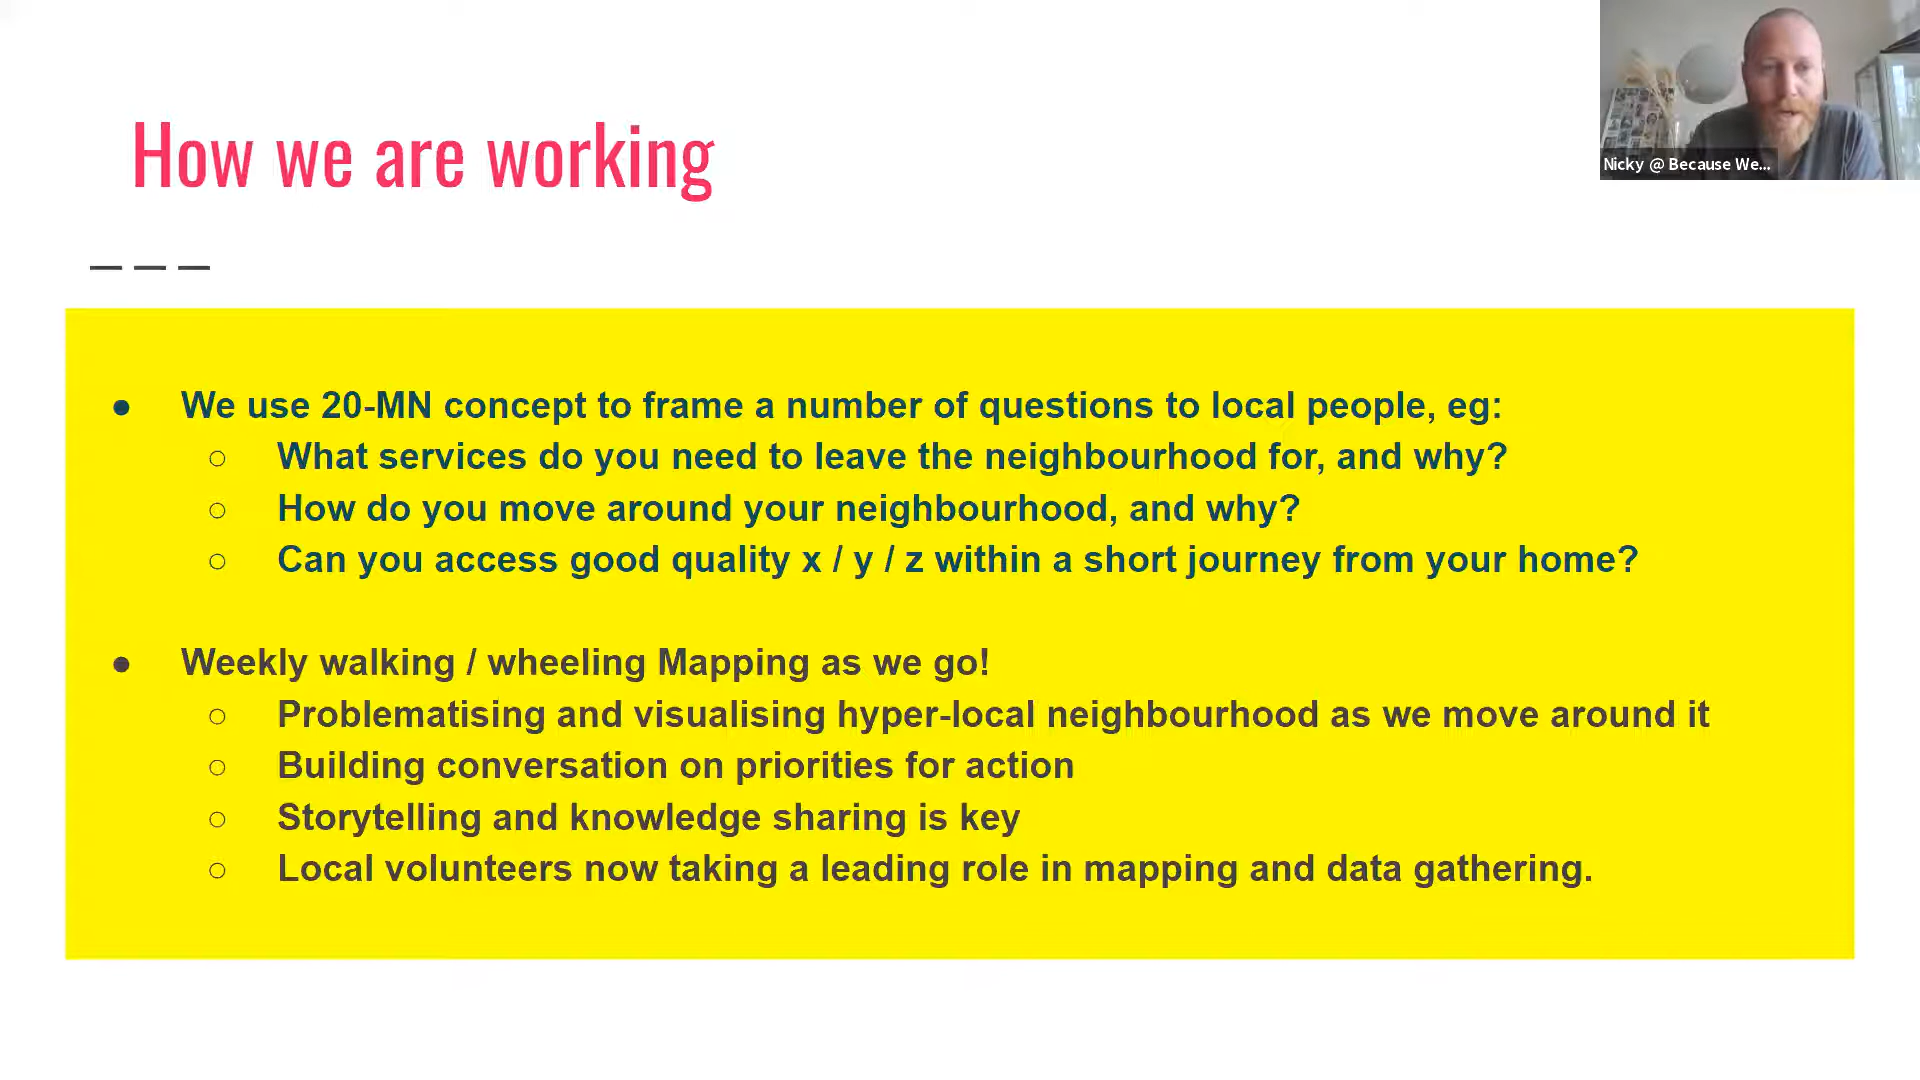 How we are working
Nicky @ Because We...
● We use 20-MN concept to frame a number of questions to local people, eg:
○ What services do you need to leave the neighbourhood for, and why?
○ How do you move around your neighbourhood, and why?
○ Can you access good quality x / y / z within a short journey from your home?
● Weekly walking / wheeling Mapping as we go!
○ Problematising and visualising hyper-local neighbourhood as we move around it
○ Building conversation on priorities for action
○ Storytelling and knowledge sharing is key
○ Local volunteers now taking a leading role in mapping and data gathering.